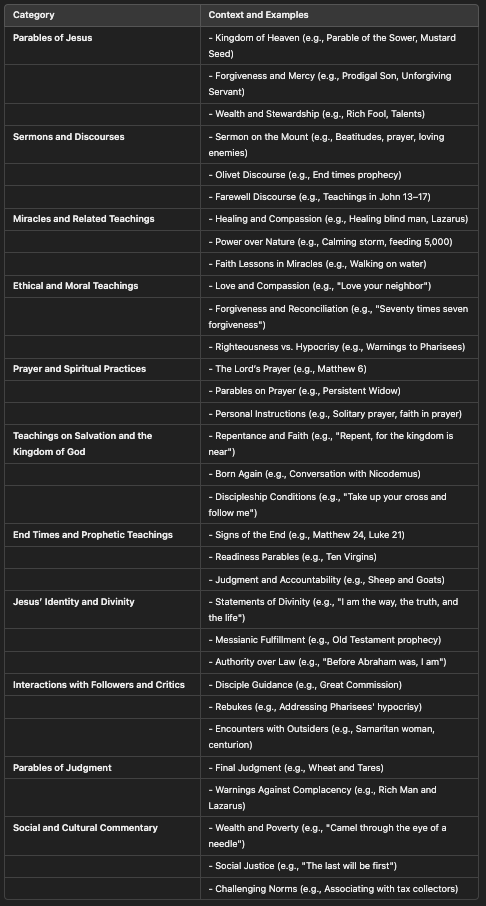 Category Context and Examples
Parables of Jesus - Kingdom of Heaven (e.g., Parable of the Sower, Mustard
Seed)
- Forgiveness and Mercy (e.g., Prodigal Son, Unforgiving
Servant)
- Wealth and Stewardship (e.g., Rich Fool, Talents)
Sermons and Discourses - Sermon on the Mount (e.g., Beatitudes, prayer, loving
enemies)
- Olivet Discourse (e.g., End times prophecy)
- Farewell Discourse (e.g., Teachings in John 13–17)
Miracles and Related Teachings - Healing and Compassion (e.g., Healing blind man, Lazarus)
- Power over Nature (e.g., Calming storm, feeding 5,000)
- Faith Lessons in Miracles (e.g., Walking on water)
Ethical and Moral Teachings - Love and Compassion (e.g., "Love your neighbor")
- Forgiveness and Reconciliation (e.g., "Seventy times seven
forgiveness")
- Righteousness vs. Hypocrisy (e.g., Warnings to Pharisees)
Prayer and Spiritual Practices - The Lord's Prayer (e.g., Matthew 6)
- Parables on Prayer (e.g., Persistent Widow)
- Personal Instructions (e.g., Solitary prayer, faith in prayer)
Teachings on Salvation and the - Repentance and Faith (e.g., "Repent, for the kingdom is
Kingdom of God near")
- Born Again (e.g., Conversation with Nicodemus)
- Discipleship Conditions (e.g., "Take up your cross and
follow me")
End Times and Prophetic Teachings - Signs of the End (e.g., Matthew 24, Luke 21)
- Readiness Parables (e.g., Ten Virgins)
- Judgment and Accountability (e.g., Sheep and Goats)
Jesus' Identity and Divinity - Statements of Divinity (e.g., "I am the way, the truth, and
the life")
- Messianic Fulfillment (e.g., Old Testament prophecy)
- Authority over Law (e.g., "Before Abraham was, I am")
Interactions with Followers and Critics - Disciple Guidance (e.g., Great Commission)
- Rebukes (e.g., Addressing Pharisees' hypocrisy)
- Encounters with Outsiders (e.g., Samaritan woman,
centurion)
Parables of Judgment - Final Judgment (e.g., Wheat and Tares)
- Warnings Against Complacency (e.g., Rich Man and
Lazarus)
Social and Cultural Commentary - Wealth and Poverty (e.g., "Camel through the eye of a
needle")
- Social Justice (e.g., "The last will be first")
- Challenging Norms (e.g., Associating with tax collectors)